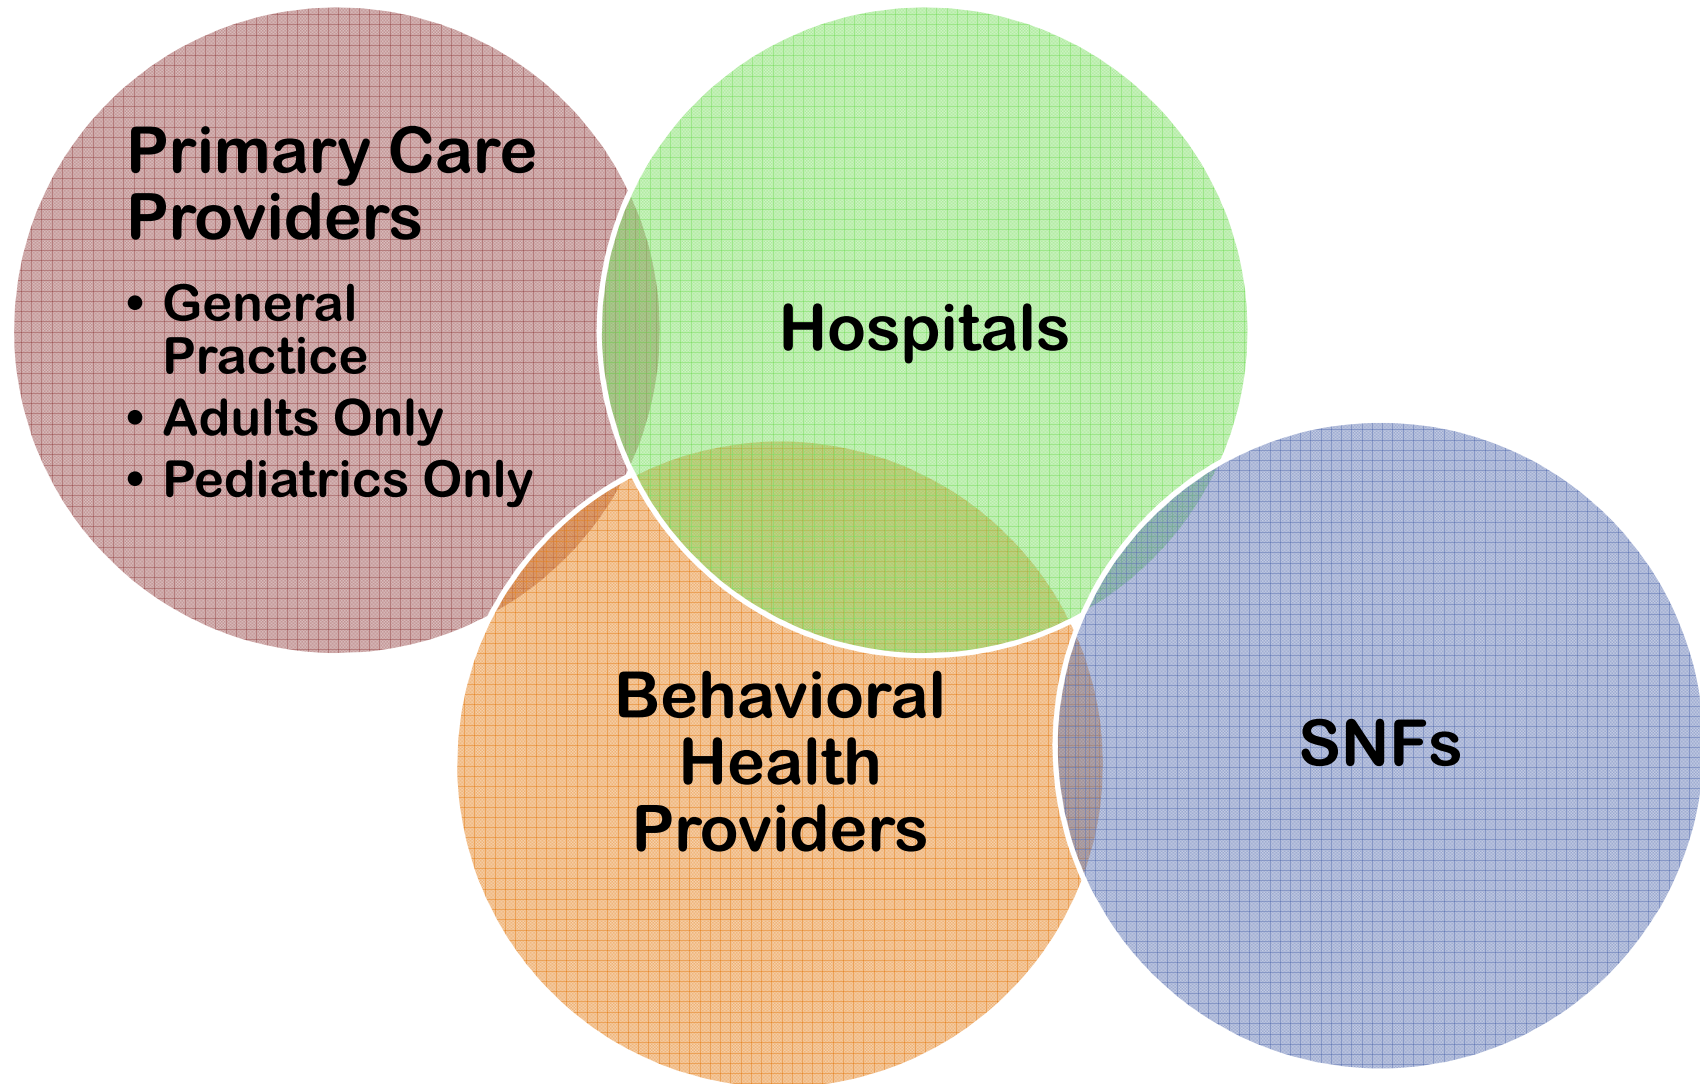 Primary Care
Providers
• General
Practice
• Adults Only
• Pediatrics Only
Hospitals
Behavioral
Health
Providers
SNFs